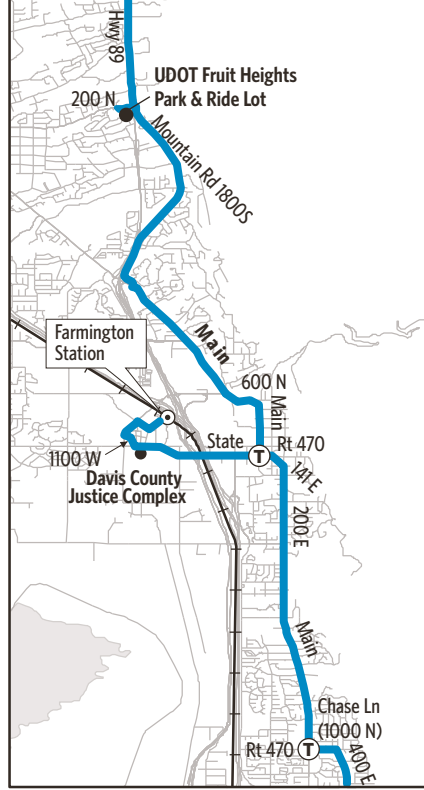 Hwy 89
UDOT Fruit Heights
Park & Ride Lot
200 N
Mountain Rd 1800S
Farmington
Station
Main
600 N
Main
State
T
Rt 470
1100 W
Davis County
Justice Complex
141 E
200 E
Main
Chase Ln
(1000 N)
Rt 470
T
400 E